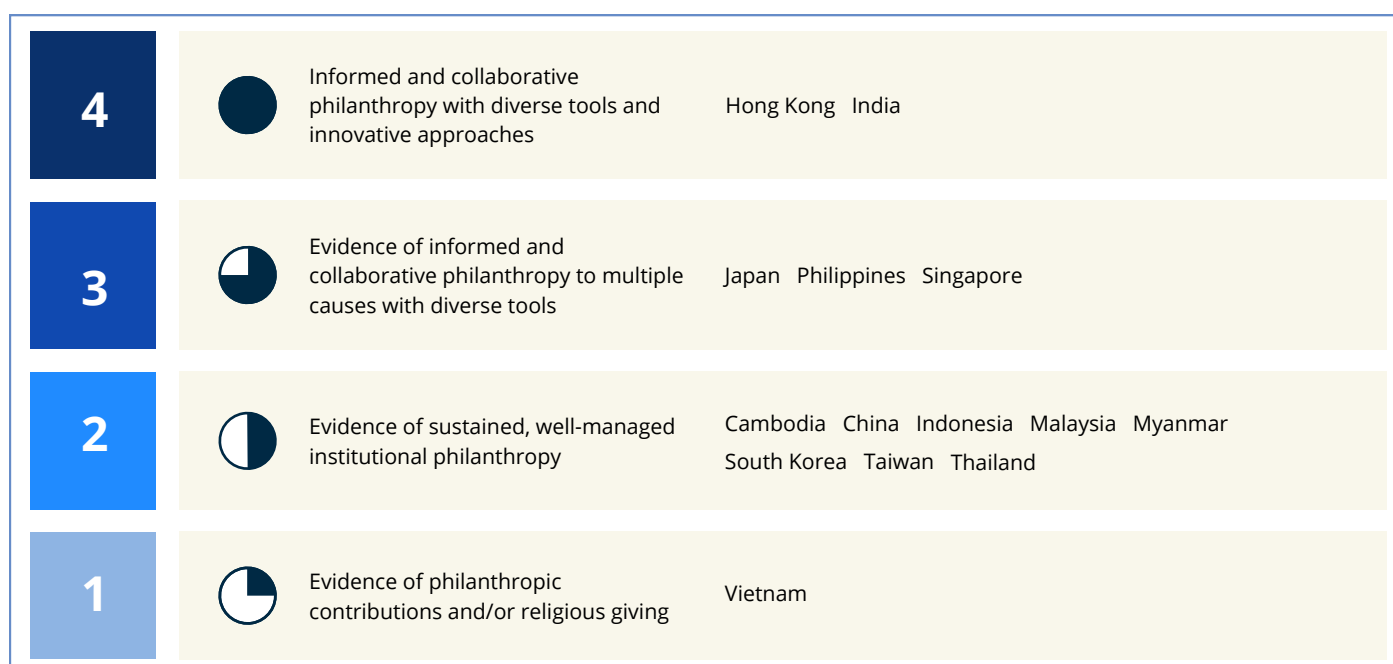 4
Informed and collaborative
philanthropy with diverse tools and
innovative approaches
Hong Kong India
3
Evidence of informed and
collaborative philanthropy to multiple
causes with diverse tools
Japan Philippines Singapore
2
Evidence of sustained, well-managed
institutional philanthropy
Cambodia China Indonesia Malaysia Myanmar
South Korea Taiwan Thailand
1
Evidence of philanthropic
contributions and/or religious giving
Vietnam